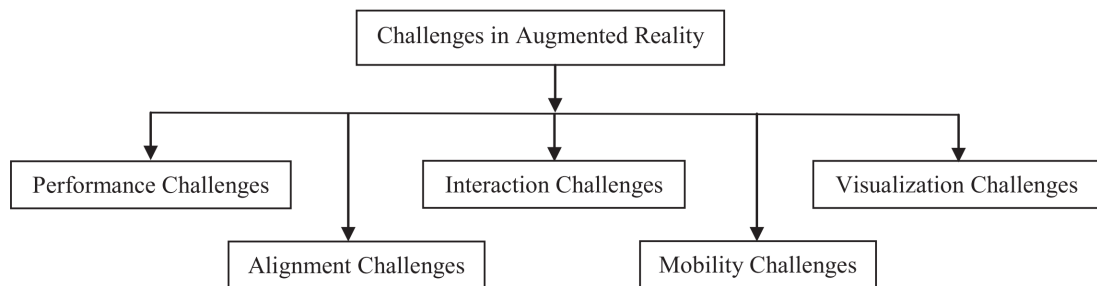 Challenges in Augmented Reality
Performance Challenges
Interaction Challenges
Visualization Challenges
Alignment Challenges
Mobility Challenges